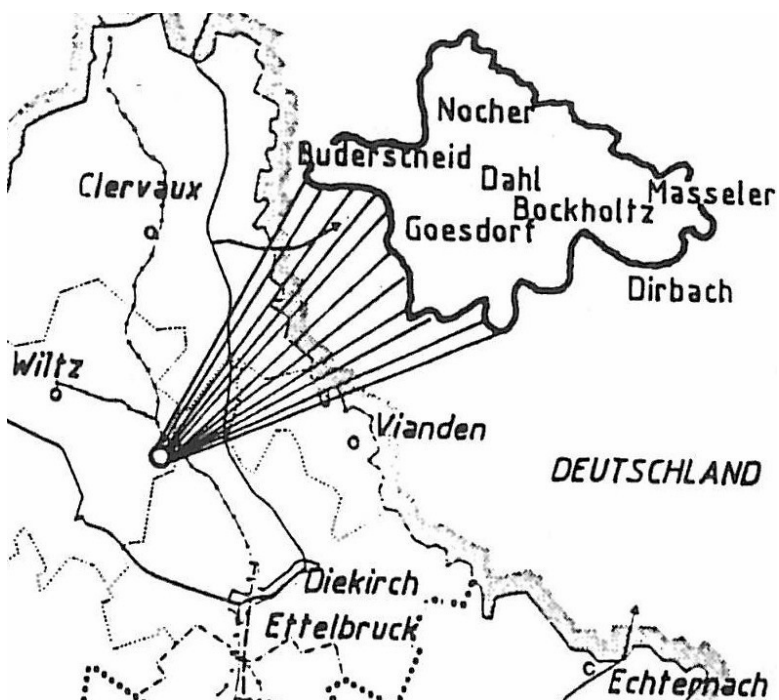 Nocher
Buderscheid
Dahl
Masseler
Clervaux
Bockholtz
Goesdorf
Dirbach
Wiltz
Vianden
DEUTSCHLAND
Diekirch
Ettelbruck
Echternach